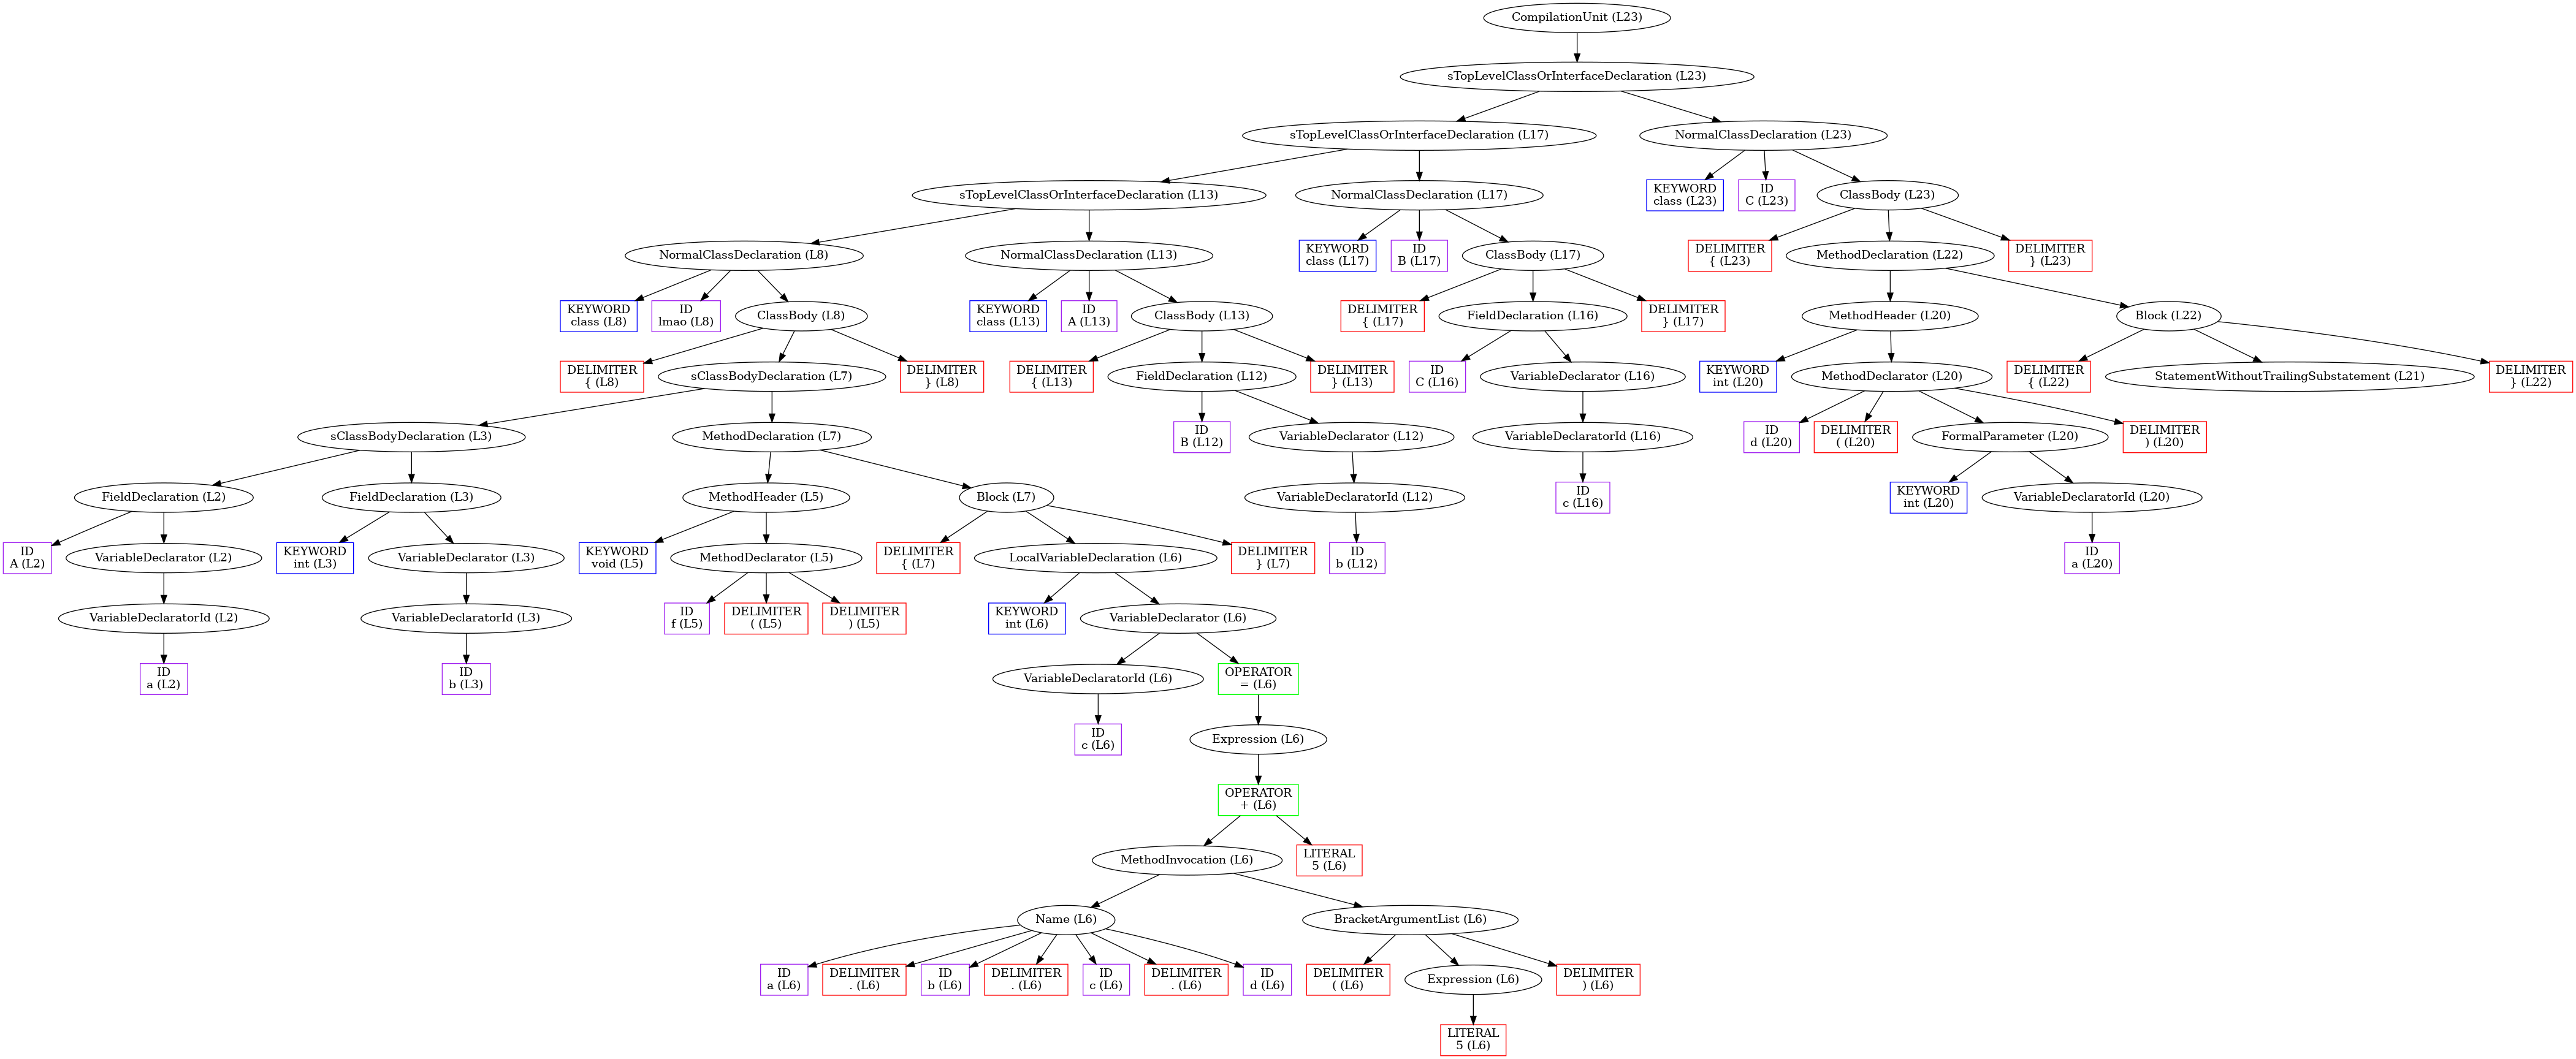 CompilationUnit (L23)
sTopLevelClassOrInterfaceDeclaration (L23)
sTopLevelClassOrInterfaceDeclaration (L17)
NormalClassDeclaration (L23)
sTopLevelClassOrInterfaceDeclaration (L13)
NormalClassDeclaration (L17)
KEYWORD
class (L23)
ID
C (L23)
ClassBody (L23)
NormalClassDeclaration (L8)
NormalClassDeclaration (L13)
KEYWORD
class (L17)
ID
B (L17)
ClassBody (L17)
DELIMITER
{ (L23)
MethodDeclaration (L22)
DELIMITER
} (L23)
KEYWORD
class (L8)
ID
lmao (L8)
ClassBody (L8)
KEYWORD
class (L13)
ID
A (L13)
ClassBody (L13)
DELIMITER
{ (L17)
FieldDeclaration (L16)
DELIMITER
} (L17)
MethodHeader (L20)
Block (L22)
DELIMITER
{ (L8)
sClassBodyDeclaration (L7)
DELIMITER
} (L8)
DELIMITER
{ (L13)
FieldDeclaration (L12)
DELIMITER
} (L13)
ID
C (L16)
VariableDeclarator (L16)
KEYWORD
int (L20)
MethodDeclarator (L20)
DELIMITER
{ (L22)
StatementWithoutTrailingSubstatement (L21)
DELIMITER
} (L22)
sClassBodyDeclaration (L3)
MethodDeclaration (L7)
ID
B (L12)
VariableDeclarator (L12)
VariableDeclaratorId (L16)
ID
d (L20)
DELIMITER
( (L20)
FormalParameter (L20)
DELIMITER
) (L20)
FieldDeclaration (L2)
FieldDeclaration (L3)
MethodHeader (L5)
Block (L7)
VariableDeclaratorId (L12)
ID
c (L16)
KEYWORD
int (L20)
VariableDeclaratorId (L20)
ID
A (L2)
VariableDeclarator (L2)
KEYWORD
int (L3)
VariableDeclarator (L3)
KEYWORD
void (L5)
MethodDeclarator (L5)
DELIMITER
{ (L7)
LocalVariableDeclaration (L6)
DELIMITER
} (L7)
ID
b (L12)
ID
a (L20)
VariableDeclaratorId (L2)
VariableDeclaratorId (L3)
ID
f (L5)
DELIMITER
( (L5)
DELIMITER
) (L5)
KEYWORD
int (L6)
VariableDeclarator (L6)
ID
a (L2)
ID
b (L3)
VariableDeclaratorId (L6)
OPERATOR
= (L6)
ID
c (L6)
Expression (L6)
OPERATOR
+ (L6)
MethodInvocation (L6)
LITERAL
5 (L6)
Name (L6)
BracketArgumentList (L6)
ID
a (L6)
DELIMITER
. (L6)
ID
b (L6)
DELIMITER
. (L6)
ID
c (L6)
DELIMITER
. (L6)
ID
d (L6)
DELIMITER
( (L6)
Expression (L6)
DELIMITER
) (L6)
LITERAL
5 (L6)